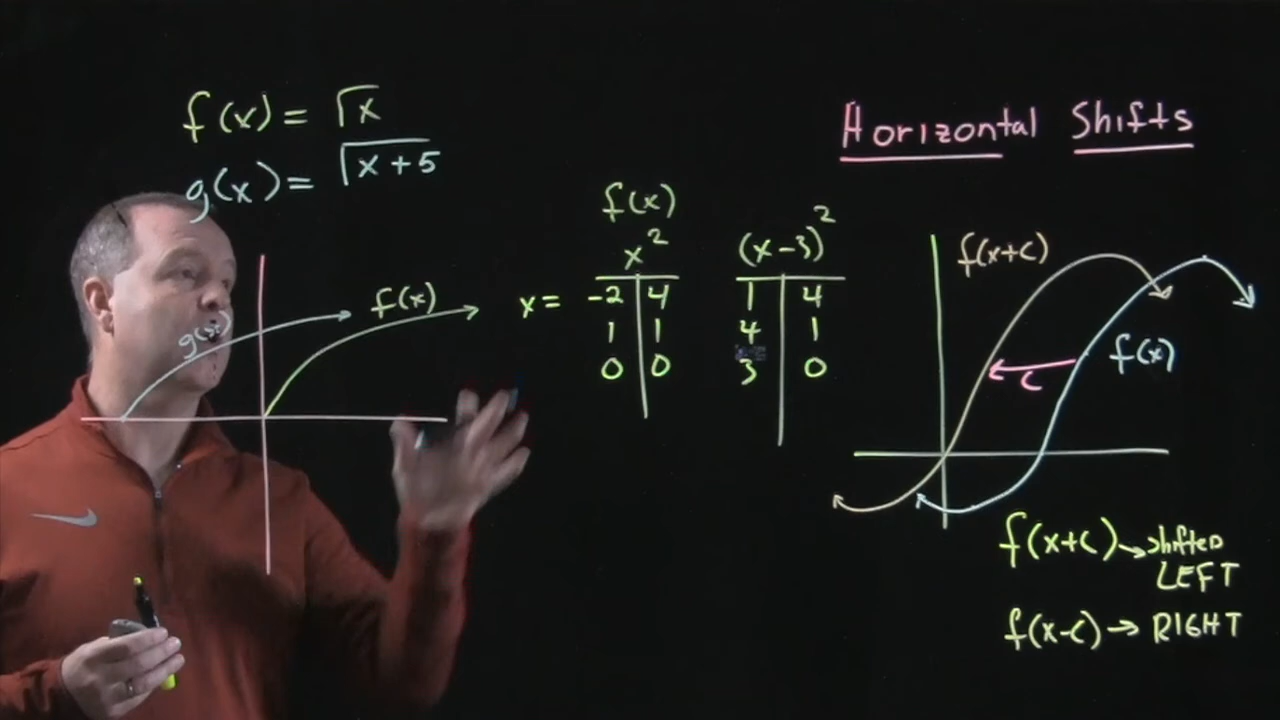 f(x) = √x
g(x) = √x+5
Horizontal Shifts
f(x)
x² (x-3)²
x = -2 4 1 4
1 1 4 1
0 0 3 0
g(x)
f(x)
f(x+c)
f(x)
c
f(x+c) → shifted
LEFT
f(x-c) → RIGHT